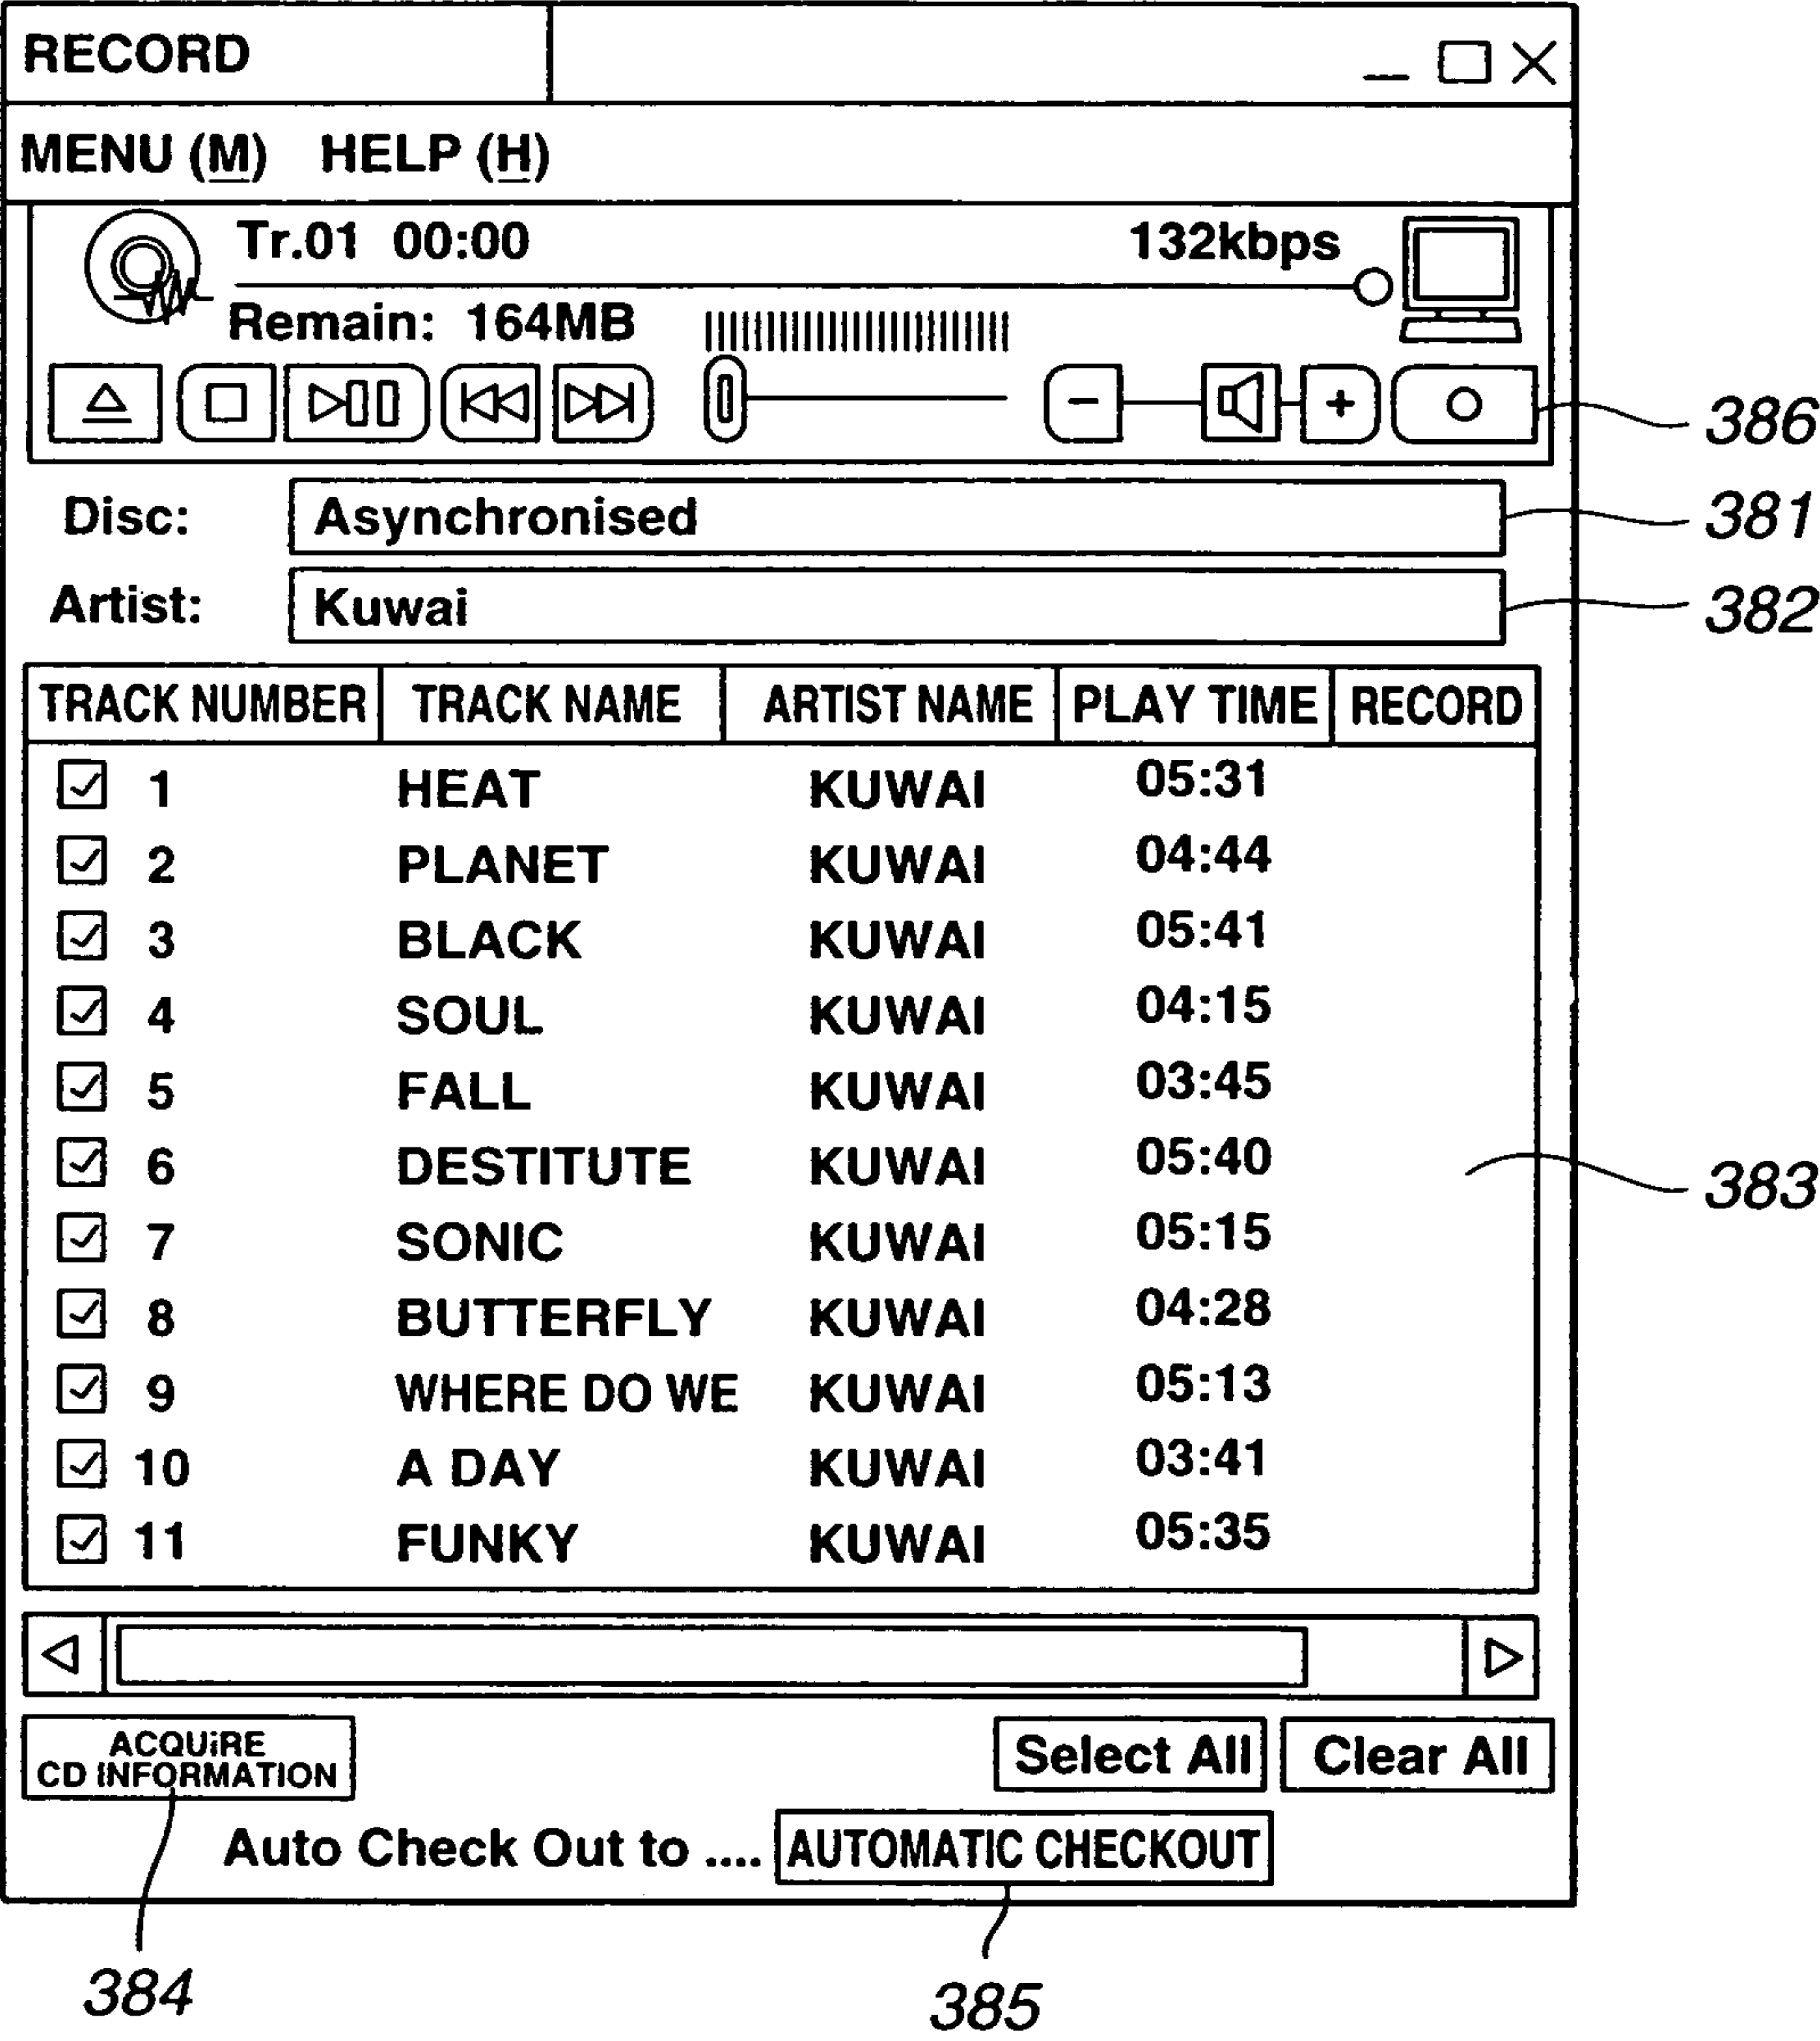 RECORD
MENU (M) HELP (H)
Tr.01 00:00 132kbps
Remain: 164MB
386
Disc: Asynchronised 381
Artist: Kuwai 382
TRACK NUMBER TRACK NAME ARTIST NAME PLAY TIME RECORD
1 HEAT KUWAI 05:31
2 PLANET KUWAI 04:44
3 BLACK KUWAI 05:41
4 SOUL KUWAI 04:15
5 FALL KUWAI 03:45
6 DESTITUTE KUWAI 05:40
383
7 SONIC KUWAI 05:15
8 BUTTERFLY KUWAI 04:28
9 WHERE DO WE KUWAI 05:13
10 A DAY KUWAI 03:41
11 FUNKY KUWAI 05:35
ACQUiRE
CD INFORMATION
Select All Clear All
Auto Check Out to .... AUTOMATIC CHECKOUT
384 385